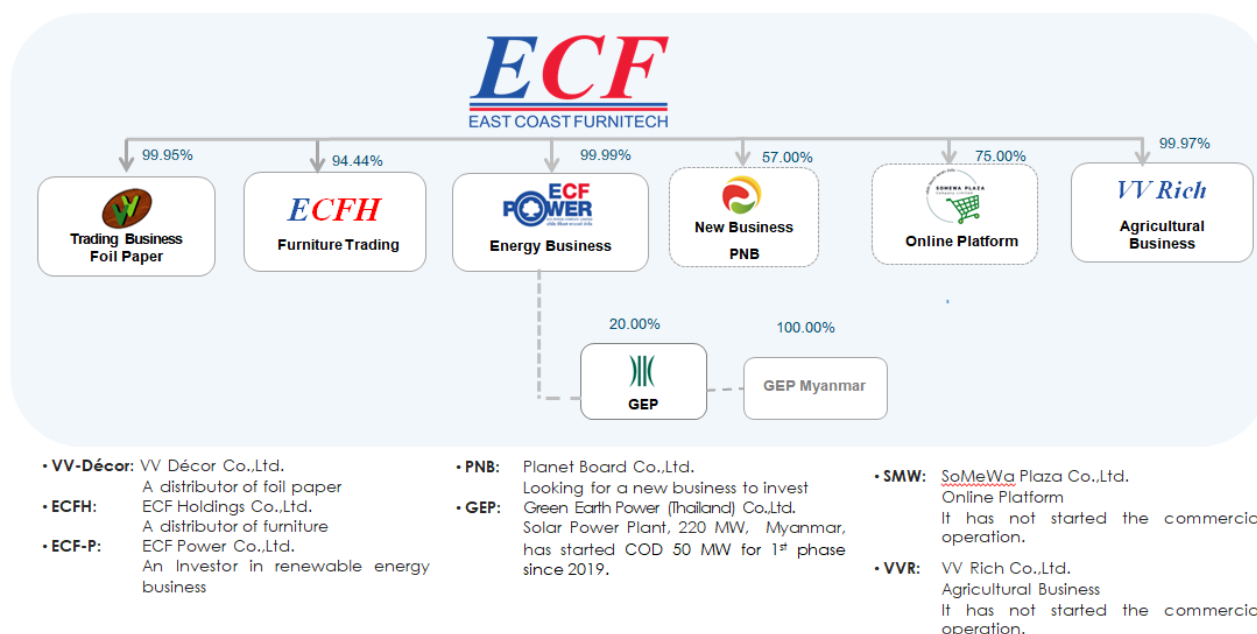 ECF
EAST COAST FURNITECH
99.95%
94.44%
99.99%
57.00%
75.00%
99.97%
Trading Business
Foil Paper
ECFH
Furniture Trading
ECF
POWER
Energy Business
New Business
PNB
SOMEWA PLAZA
Online Platform
VV Rich
Agricultural
Business
20.00%
100.00%
GEP
GEP Myanmar
• VV-Décor: VV Décor Co.,Ltd.
A distributor of foil paper
• ECFH: ECF Holdings Co.,Ltd.
A distributor of furniture
• ECF-P: ECF Power Co.,Ltd.
An Investor in renewable energy
business
• PNB: Planet Board Co.,Ltd.
Looking for a new business to invest
• GEP: Green Earth Power (Thailand) Co.,Ltd.
Solar Power Plant, 220 MW, Myanmar,
has started COD 50 MW for 1st phase
since 2019.
• SMW: SoMeWa Plaza Co.,Ltd.
Online Platform
It has not started the commercia
operation.
• VVR: VV Rich Co.,Ltd.
Agricultural Business
It has not started the commercia
operation.